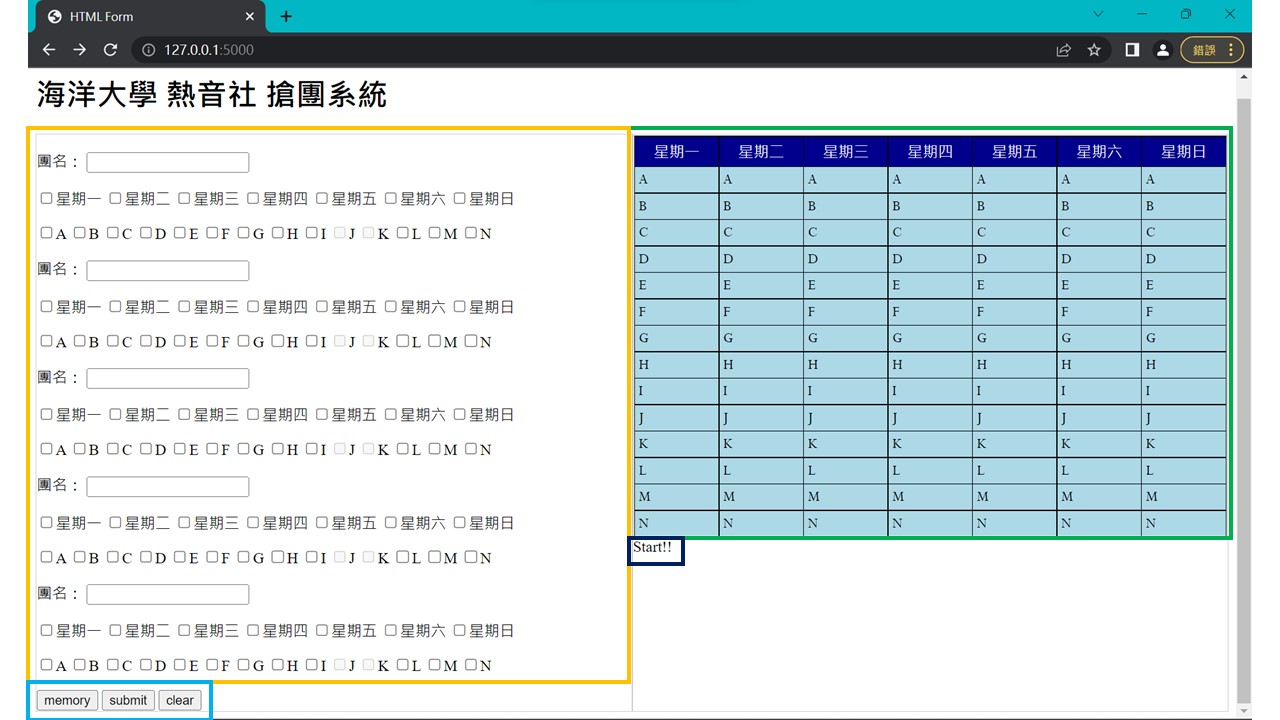 HTML Form
127.0.0.1:5000
錯誤
海洋大學 熱音社 搶團系統
團名：
星期一 星期二 星期三 星期四 星期五 星期六 星期日
A B C D E F G H I J K L M N
團名：
星期一 星期二 星期三 星期四 星期五 星期六 星期日
A B C D E F G H I J K L M N
團名：
星期一 星期二 星期三 星期四 星期五 星期六 星期日
A B C D E F G H I J K L M N
團名：
星期一 星期二 星期三 星期四 星期五 星期六 星期日
A B C D E F G H I J K L M N
團名：
星期一 星期二 星期三 星期四 星期五 星期六 星期日
A B C D E F G H I J K L M N
memory submit clear
星期一 星期二 星期三 星期四 星期五 星期六 星期日
A A A A A A A
B B B B B B B
C C C C C C C
D D D D D D D
E E E E E E E
F F F F F F F
G G G G G G G
H H H H H H H
I I I I I I I
J J J J J J J
K K K K K K K
L L L L L L L
M M M M M M M
N N N N N N N
Start!!